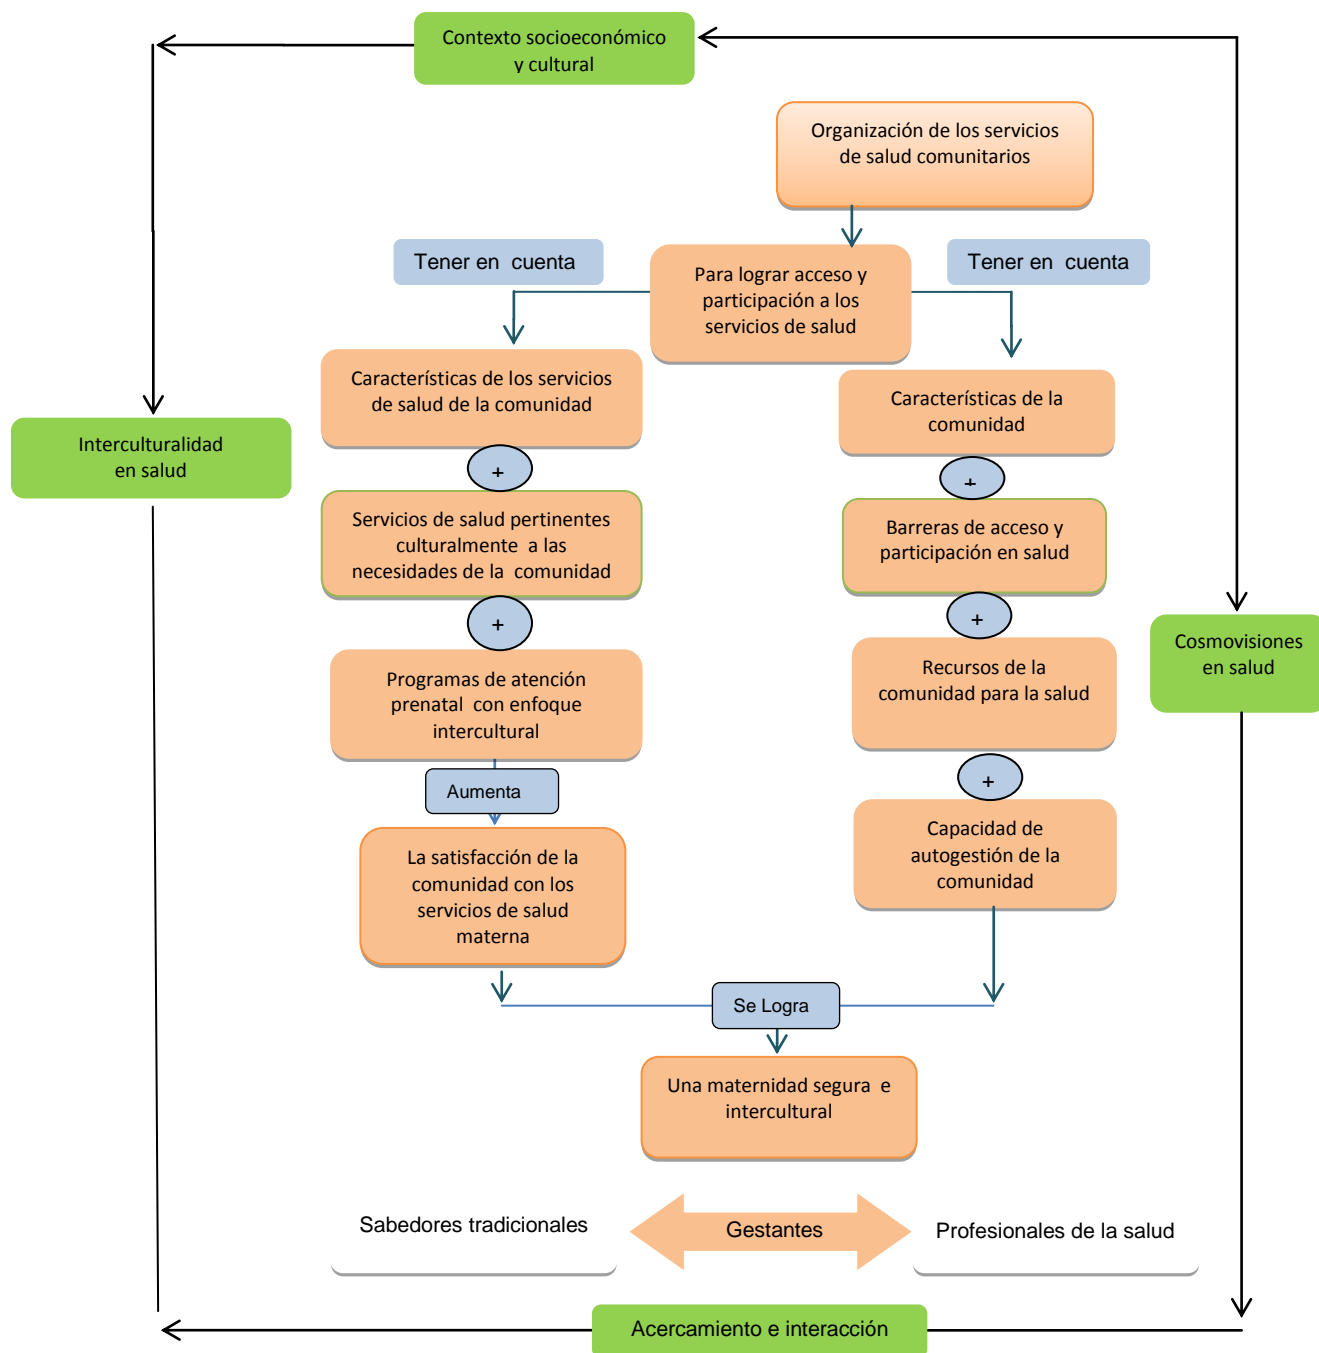 Contexto socioeconómico
y cultural
Organización de los servicios
de salud comunitarios
Tener en cuenta
Para lograr acceso y
participación a los
servicios de salud
Tener en cuenta
Características de los servicios
de salud de la comunidad
Características de la
comunidad
Interculturalidad
en salud
+
+
Servicios de salud pertinentes
culturalmente a las
necesidades de la comunidad
Barreras de acceso y
participación en salud
+
+
Cosmovisiones
en salud
Programas de atención
prenatal con enfoque
intercultural
Recursos de la
comunidad para la salud
Aumenta
+
La satisfacción de la
comunidad con los
servicios de salud
materna
Capacidad de
autogestión de la
comunidad
Se Logra
Una maternidad segura e
intercultural
Sabedores tradicionales
Gestantes
Profesionales de la salud
Acercamiento e interacción